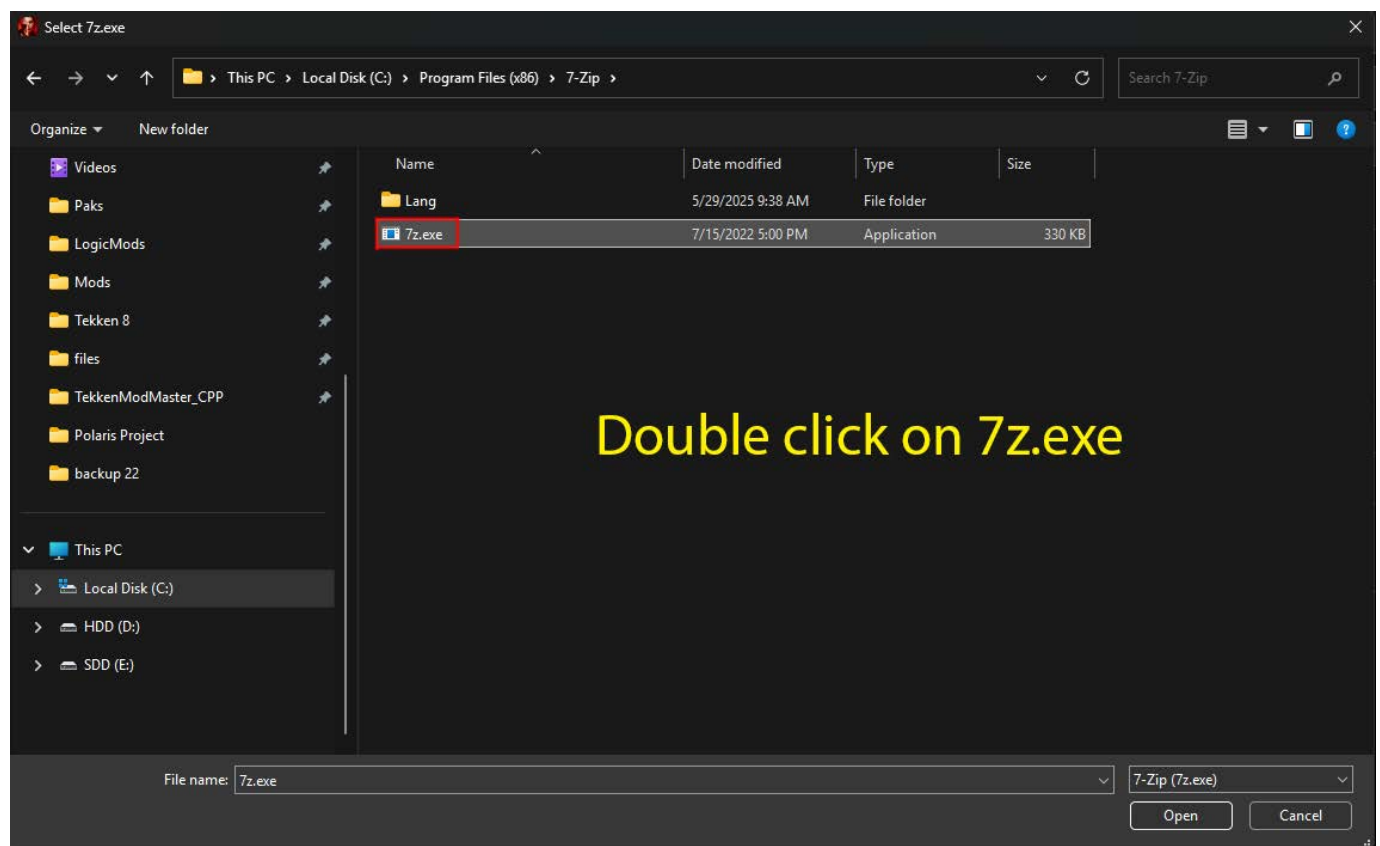 Select 7z.exe
This PC > Local Disk (C:) > Program Files (x86) > 7-Zip >
Search 7-Zip
Organize
New folder
Name
Date modified
Type
Size
Videos
Paks
LogicMods
Mods
Tekken 8
files
TekkenModMaster_CPP
Polaris Project
backup 22
This PC
Local Disk (C:)
HDD (D:)
SDD (E:)
Lang 5/29/2025 9:38 AM File folder
7z.exe 7/15/2022 5:00 PM Application 330 KB
Double click on 7z.exe
File name: 7z.exe
7-Zip (7z.exe)
Open
Cancel